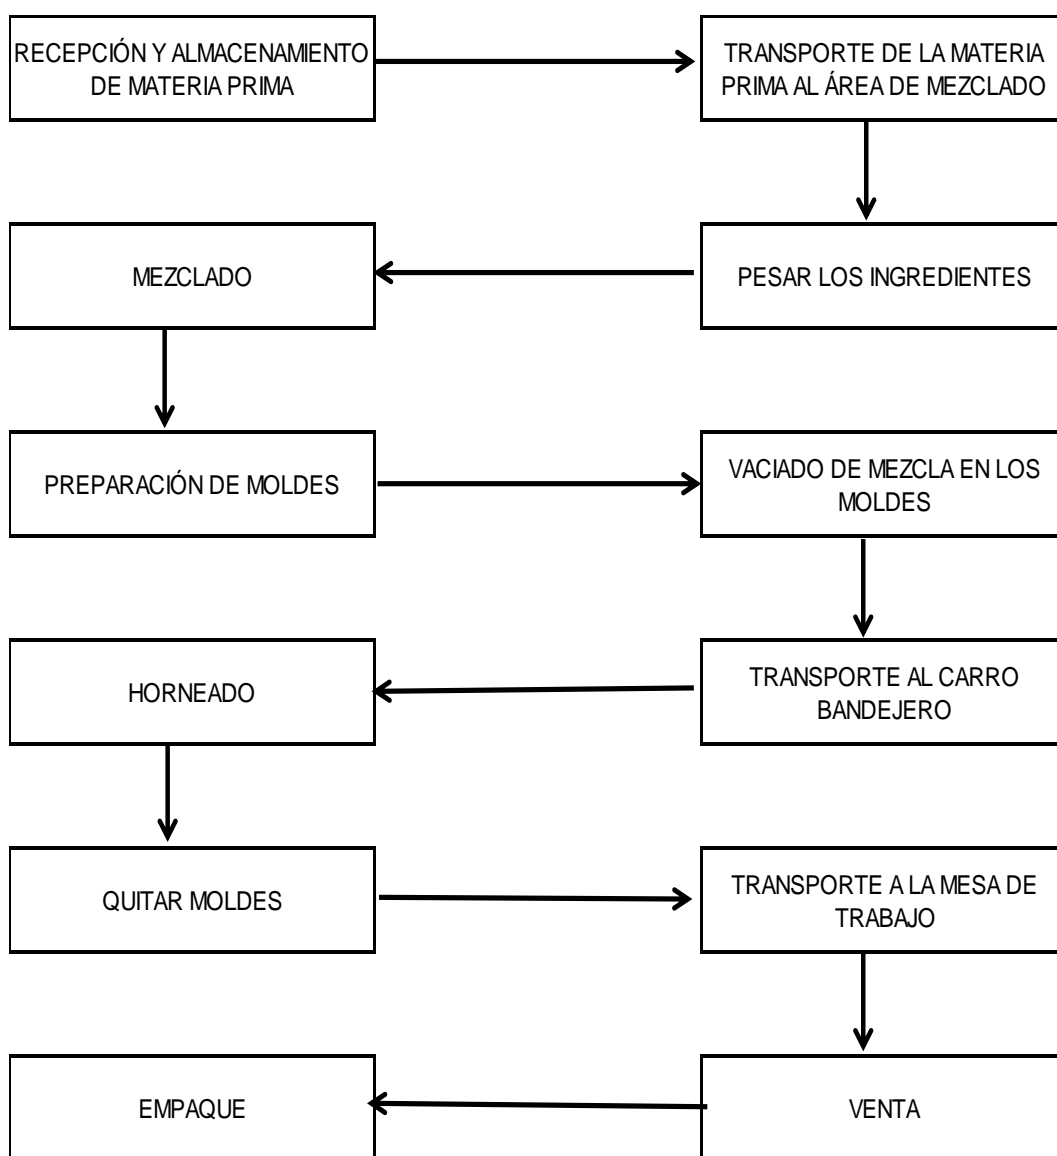 RECEPCIÓN Y ALMACENAMIENTO
DE MATERIA PRIMA
TRANSPORTE DE LA MATERIA
PRIMA AL ÁREA DE MEZCLADO
PESAR LOS INGREDIENTES
MEZCLADO
PREPARACIÓN DE MOLDES
VACIADO DE MEZCLA EN LOS
MOLDES
TRANSPORTE AL CARRO
BANDEJERO
HORNEADO
QUITAR MOLDES
TRANSPORTE A LA MESA DE
TRABAJO
VENTA
EMPAQUE